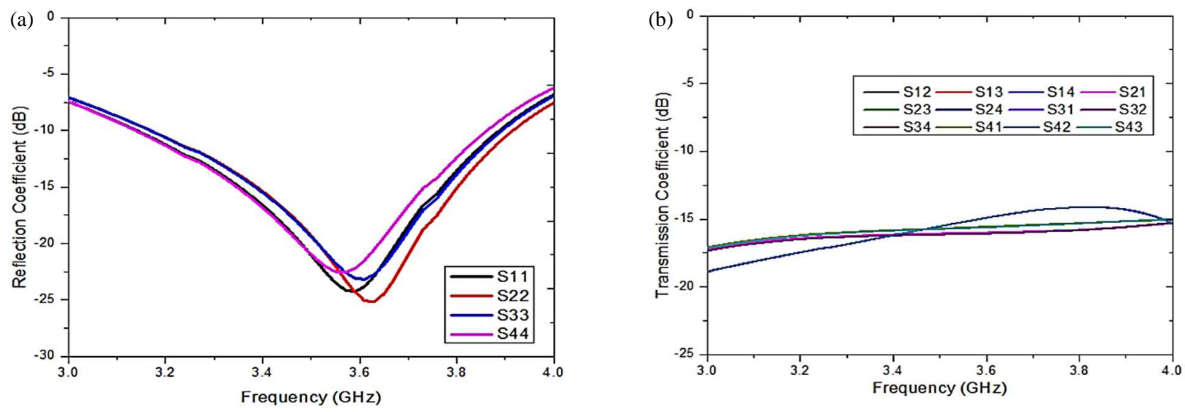 (a)
0
-5
-10
-15
-20
-25
-30
Reflection Coefficient (dB)
S11
S22
S33
S44
3.0
3.2
3.4
3.6
3.8
4.0
Frequency (GHz)
(b)
0
-5
-10
-15
-20
-25
Transmission Coefficient (dB)
S12 S13 S14 S21
S23 S24 S31 S32
S34 S41 S42 S43
3.0
3.2
3.4
3.6
3.8
4.0
Frequency (GHz)